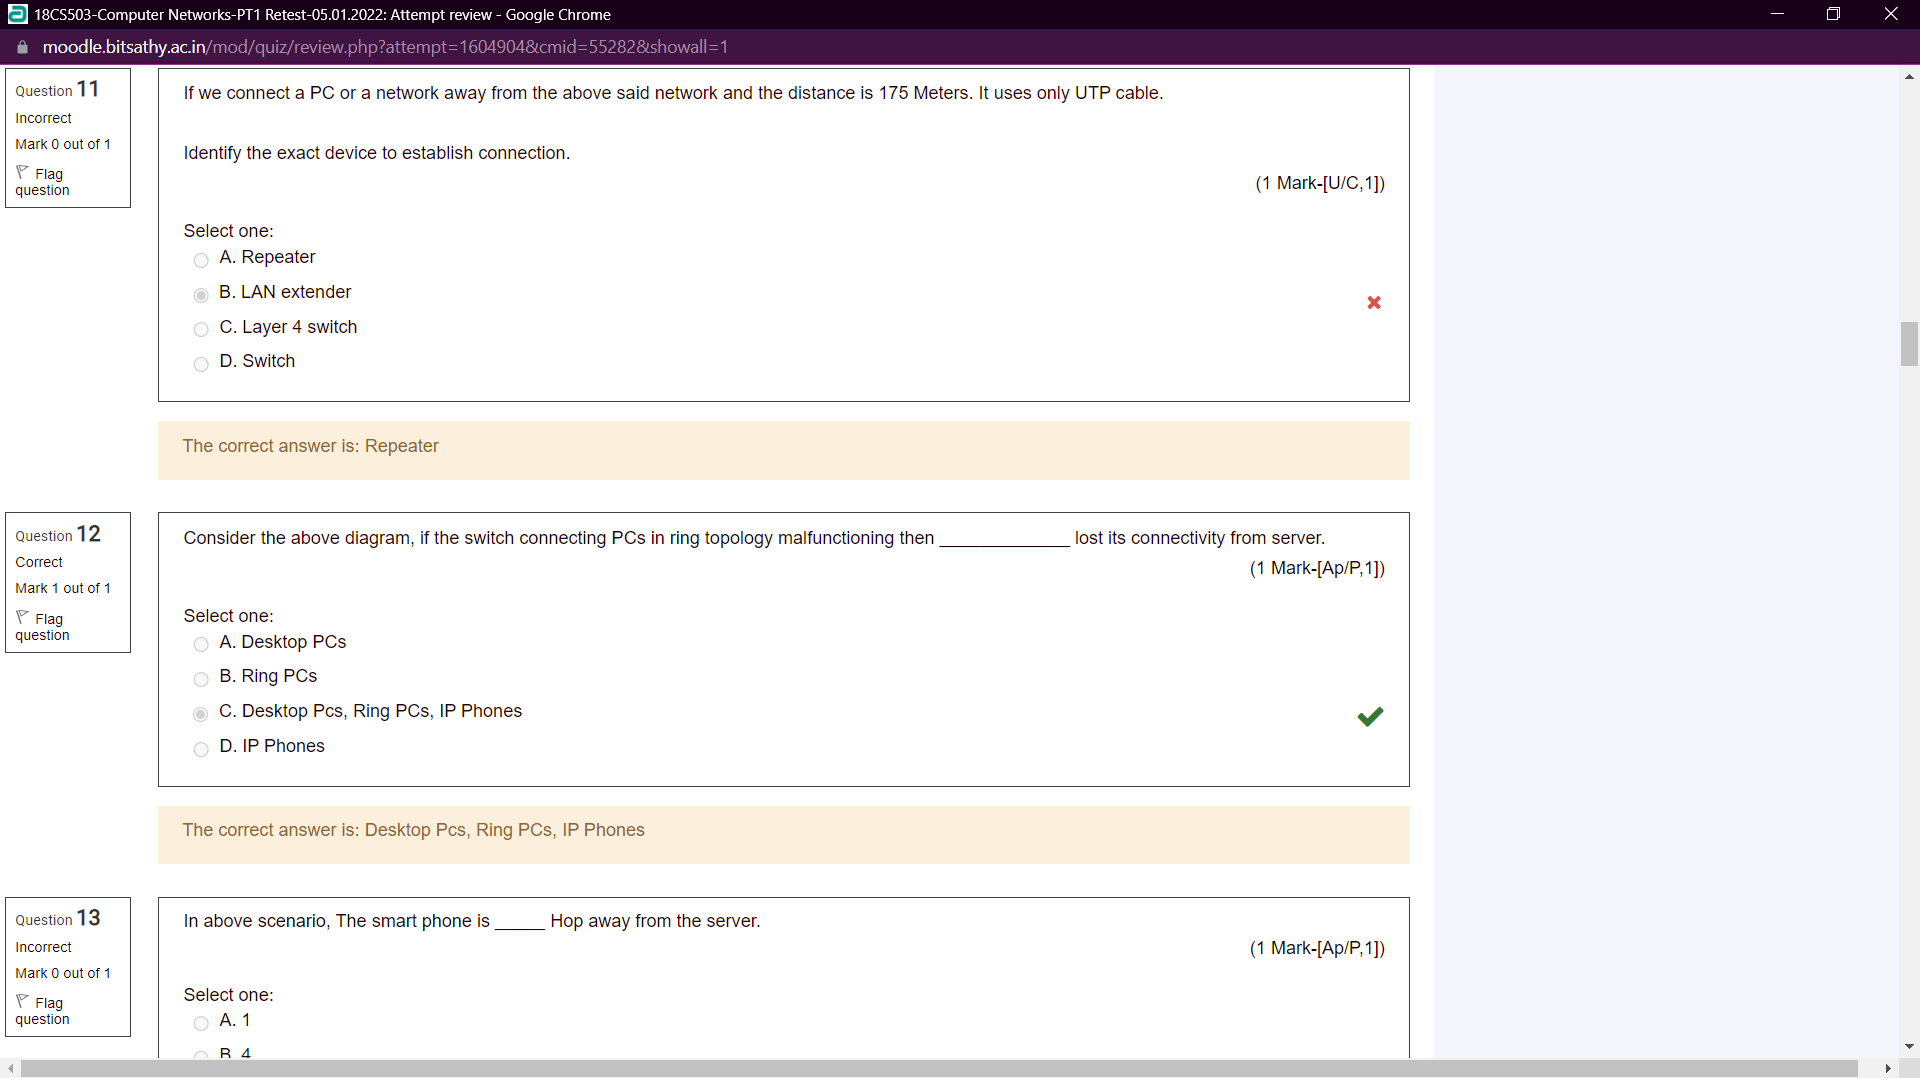 18CS503-Computer Networks-PT1 Retest-05.01.2022: Attempt review - Google Chrome
moodle.bitsathy.ac.in/mod/quiz/review.php?attempt=1604904&cmid=55282&showall=1
Question 11
Incorrect
Mark 0 out of 1
Flag
question
If we connect a PC or a network away from the above said network and the distance is 175 Meters. It uses only UTP cable.
Identify the exact device to establish connection.
(1 Mark-[U/C,1])
Select one:
A. Repeater
B. LAN extender
C. Layer 4 switch
D. Switch
The correct answer is: Repeater
Question 12
Correct
Mark 1 out of 1
Flag
question
Consider the above diagram, if the switch connecting PCs in ring topology malfunctioning then _____________ lost its connectivity from server.
(1 Mark-[Ap/P,1])
Select one:
A. Desktop PCs
B. Ring PCs
C. Desktop Pcs, Ring PCs, IP Phones
D. IP Phones
The correct answer is: Desktop Pcs, Ring PCs, IP Phones
Question 13
Incorrect
Mark 0 out of 1
Flag
question
In above scenario, The smart phone is _____ Hop away from the server.
(1 Mark-[Ap/P,1])
Select one:
A. 1
B. 4